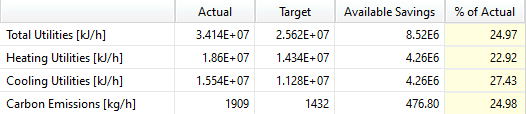 Actual Target Available Savings % of Actual
Total Utilities [kJ/h] 3.414E+07 2.562E+07 8.52E6 24.97
Heating Utilities [kJ/h] 1.86E+07 1.434E+07 4.26E6 22.92
Cooling Utilities [kJ/h] 1.554E+07 1.128E+07 4.26E6 27.43
Carbon Emissions [kg/h] 1909 1432 476.80 24.98